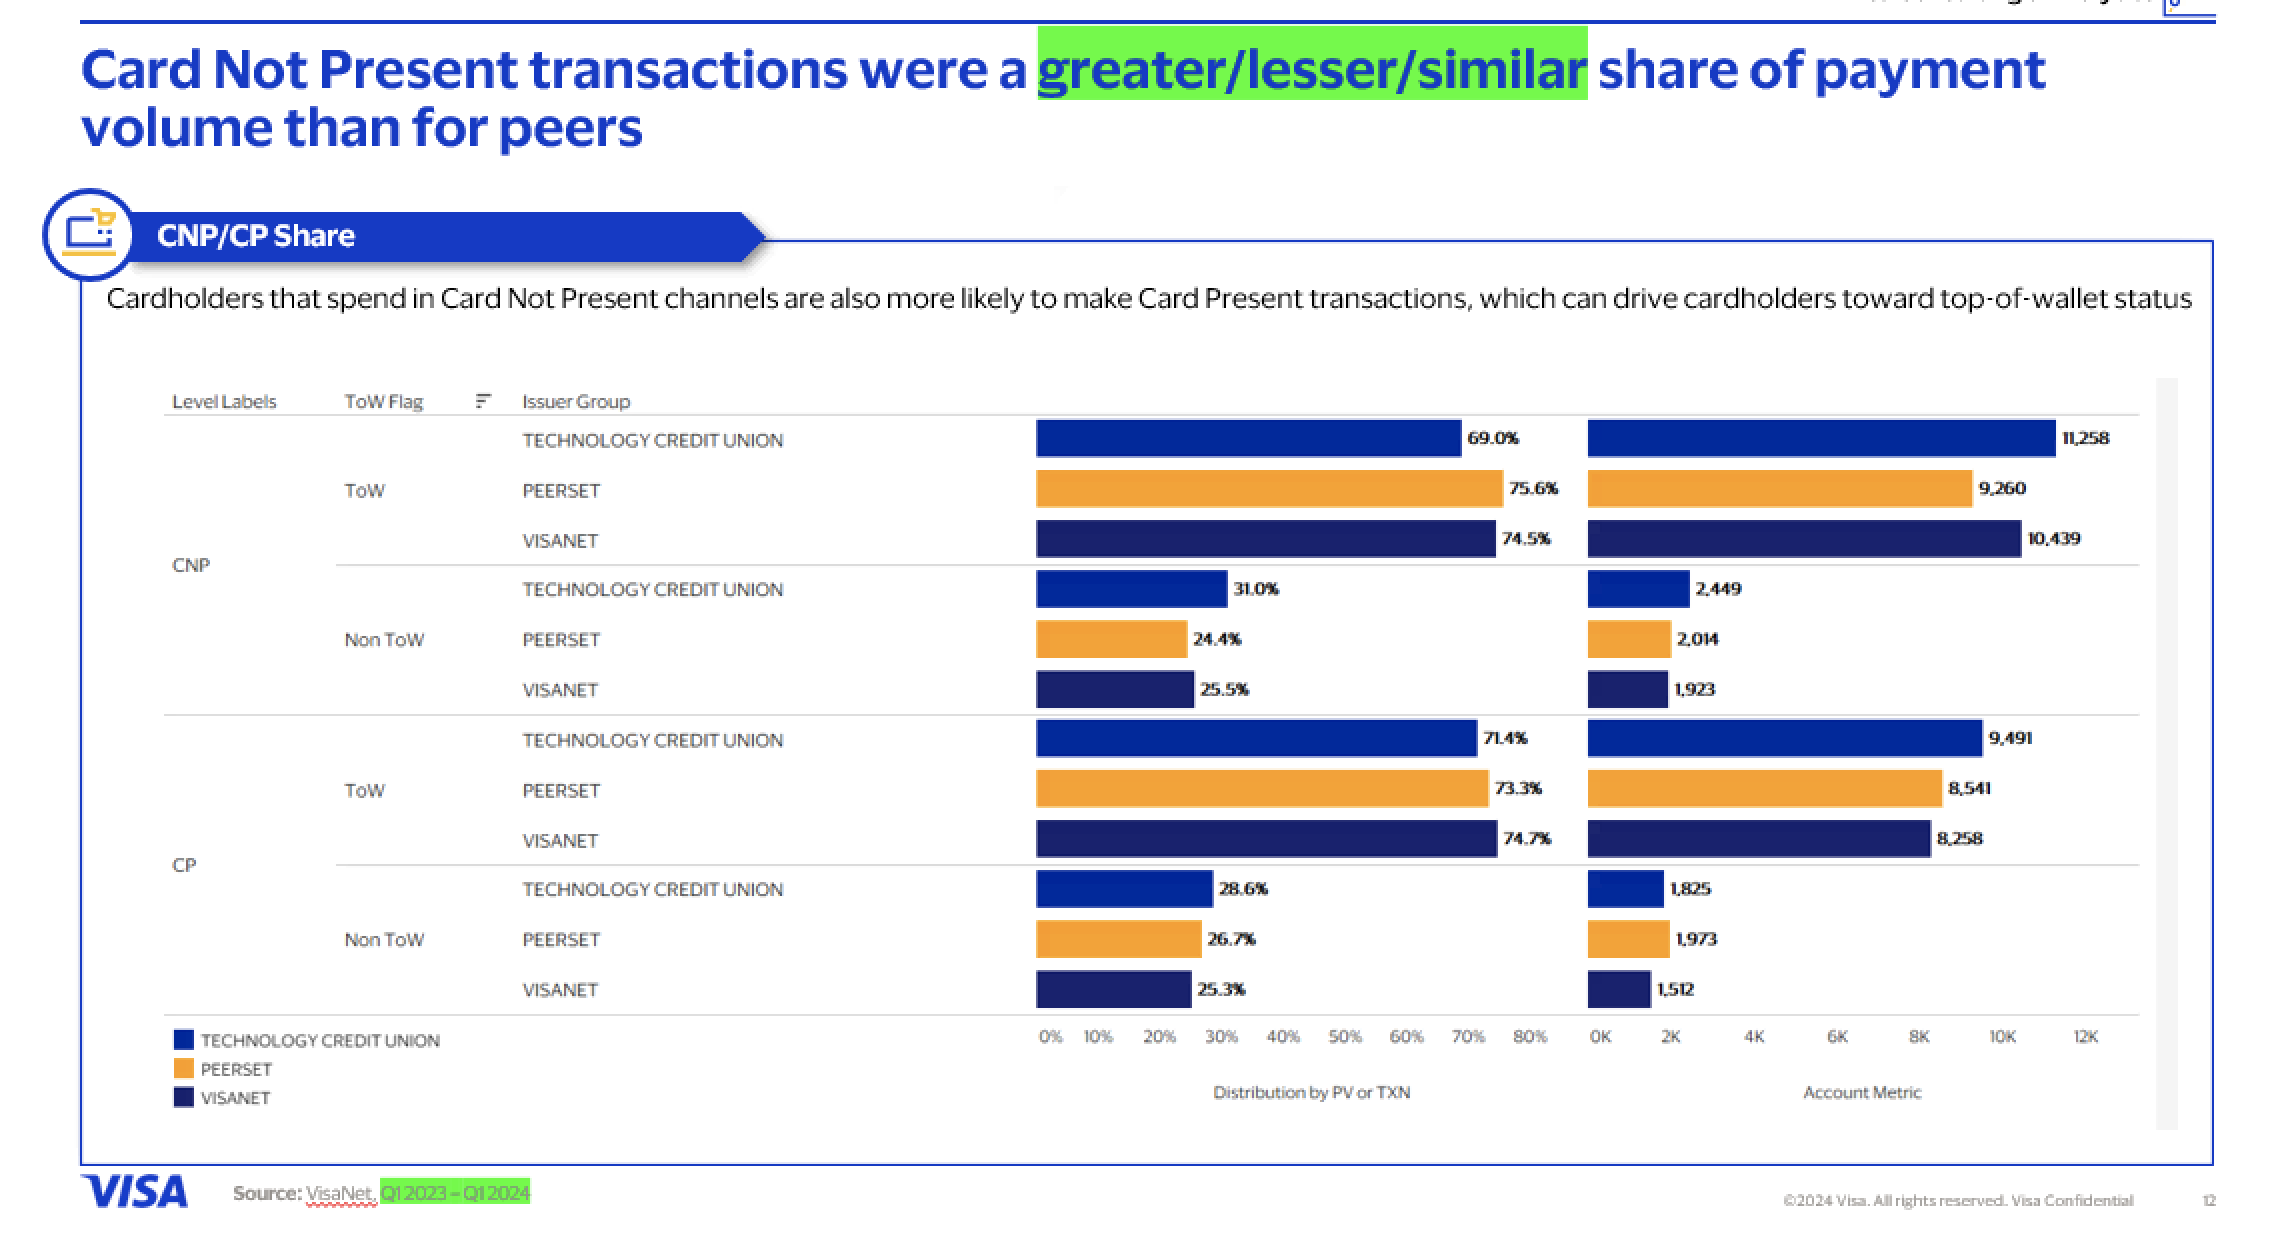 Card Not Present transactions were a greater/lesser/similar share of payment
volume than for peers
CNP/CP Share
Cardholders that spend in Card Not Present channels are also more likely to make Card Present transactions, which can drive cardholders toward top-of-wallet status
Level Labels ToW Flag Issuer Group
TECHNOLOGY CREDIT UNION 69.0% 11,258
ToW PEERSET 75.6% 9,260
VISANET 74.5% 10,439
CNP
TECHNOLOGY CREDIT UNION 31.0% 2,449
Non ToW PEERSET 24.4% 2,014
VISANET 25.5% 1,923
TECHNOLOGY CREDIT UNION 71.4% 9,491
ToW PEERSET 73.3% 8,541
VISANET 74.7% 8,258
CP
TECHNOLOGY CREDIT UNION 28.6% 1,825
Non ToW PEERSET 26.7% 1,973
VISANET 25.3% 1,512
0% 10% 20% 30% 40% 50% 60% 70% 80% 0K 2K 4K 6K 8K 10K 12K
TECHNOLOGY CREDIT UNION
PEERSET
VISANET
Distribution by PV or TXN Account Metric
VISA
Source: VisaNet, Q1 2023 – Q1 2024
©2024 Visa. All rights reserved. Visa Confidential 12